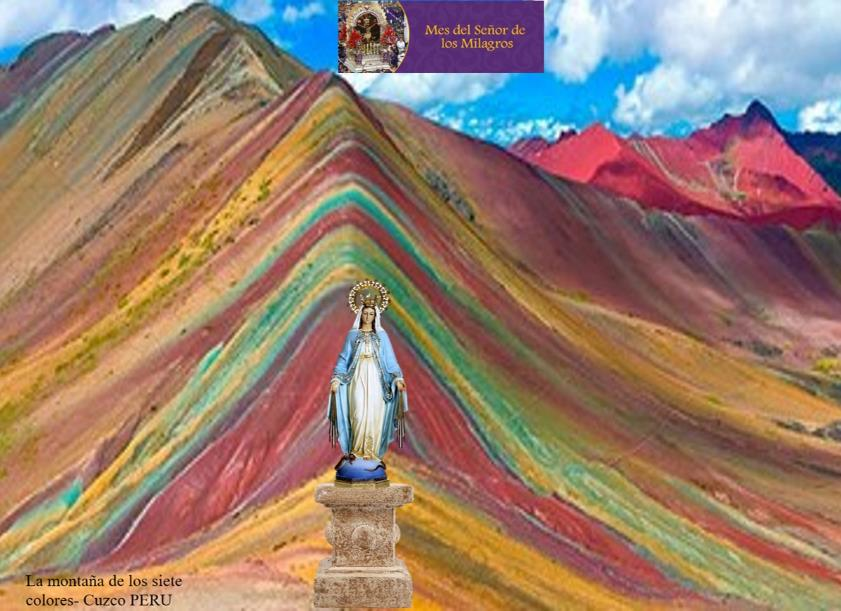 Mes del Señor de
los Milagros
La montaña de los siete
colores- Cuzco PERU